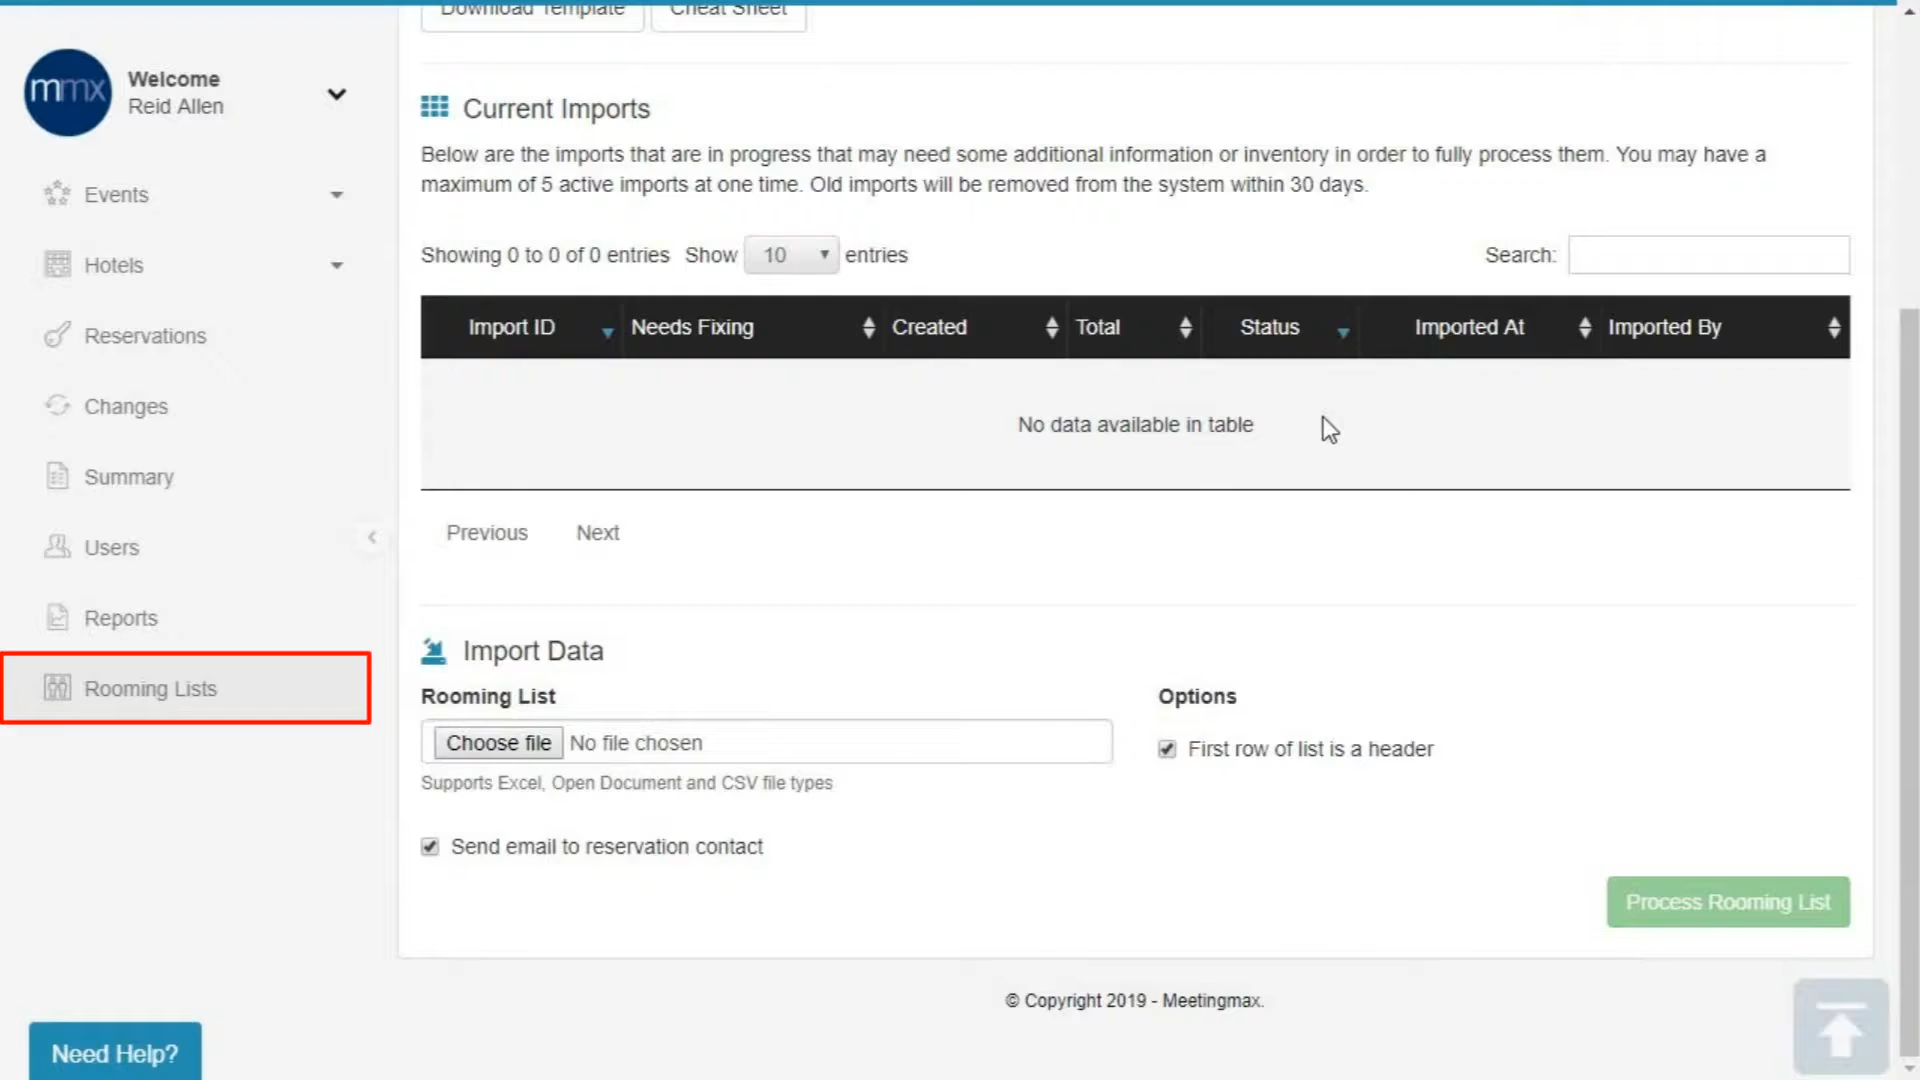 Download Template
Cheat Sheet
mmx
Welcome
Reid Allen
Events
Hotels
Reservations
Changes
Summary
Users
Reports
Rooming Lists
Need Help?
Current Imports
Below are the imports that are in progress that may need some additional information or inventory in order to fully process them. You may have a
maximum of 5 active imports at one time. Old imports will be removed from the system within 30 days.
Showing 0 to 0 of 0 entries Show 10 entries
Search:
Import ID Needs Fixing Created Total Status Imported At Imported By
No data available in table
Previous Next
Import Data
Rooming List
Choose file No file chosen
Supports Excel, Open Document and CSV file types
Options
First row of list is a header
Send email to reservation contact
Process Rooming List
© Copyright 2019 - Meetingmax.